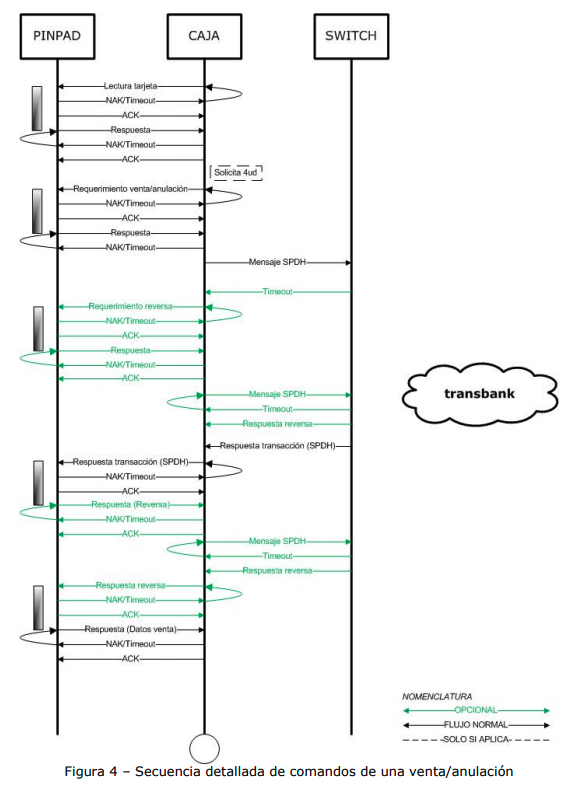 PINPAD CAJA SWITCH
Lectura tarjeta
NAK/Timeout
ACK
Respuesta
NAK/Timeout
ACK
Solicita 4ud
Requerimiento venta/anulación
NAK/Timeout
ACK
Respuesta
NAK/Timeout
Mensaje SPDH
Timeout
Requerimiento reversa
NAK/Timeout
ACK
Respuesta
NAK/Timeout
ACK
transbank
Mensaje SPDH
Timeout
Respuesta reversa
Respuesta transacción (SPDH)
Respuesta transacción (SPDH)
NAK/Timeout
ACK
Respuesta (Reversa)
NAK/Timeout
ACK
Mensaje SPDH
Timeout
Respuesta reversa
Respuesta reversa
NAK/Timeout
ACK
Respuesta (Datos venta)
NAK/Timeout
ACK
NOMENCLATURA
OPCIONAL
FLUJO NORMAL
SOLO SI APLICA
Figura 4 – Secuencia detallada de comandos de una venta/anulación